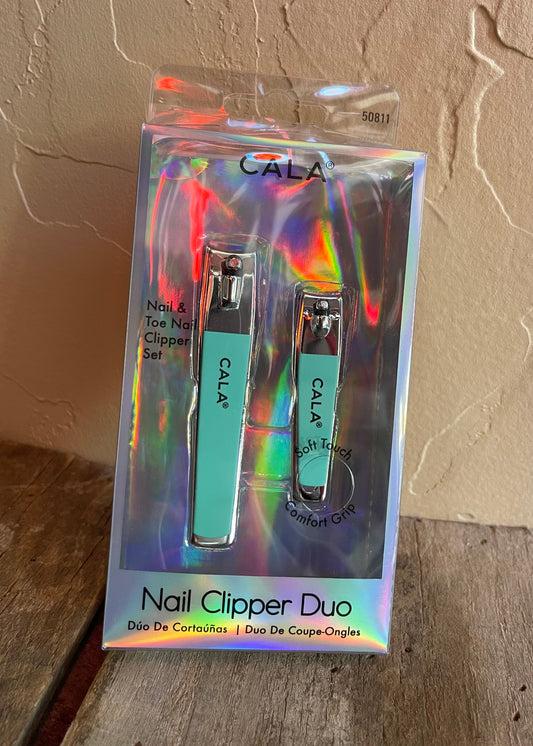 50811
CALA®
Nail &
Toe Nail
Clipper
Set
CALA®
CALA®
Soft Touch
Comfort Grip
Nail Clipper Duo
Dúo De Cortaúñas | Duo De Coupe-Ongles